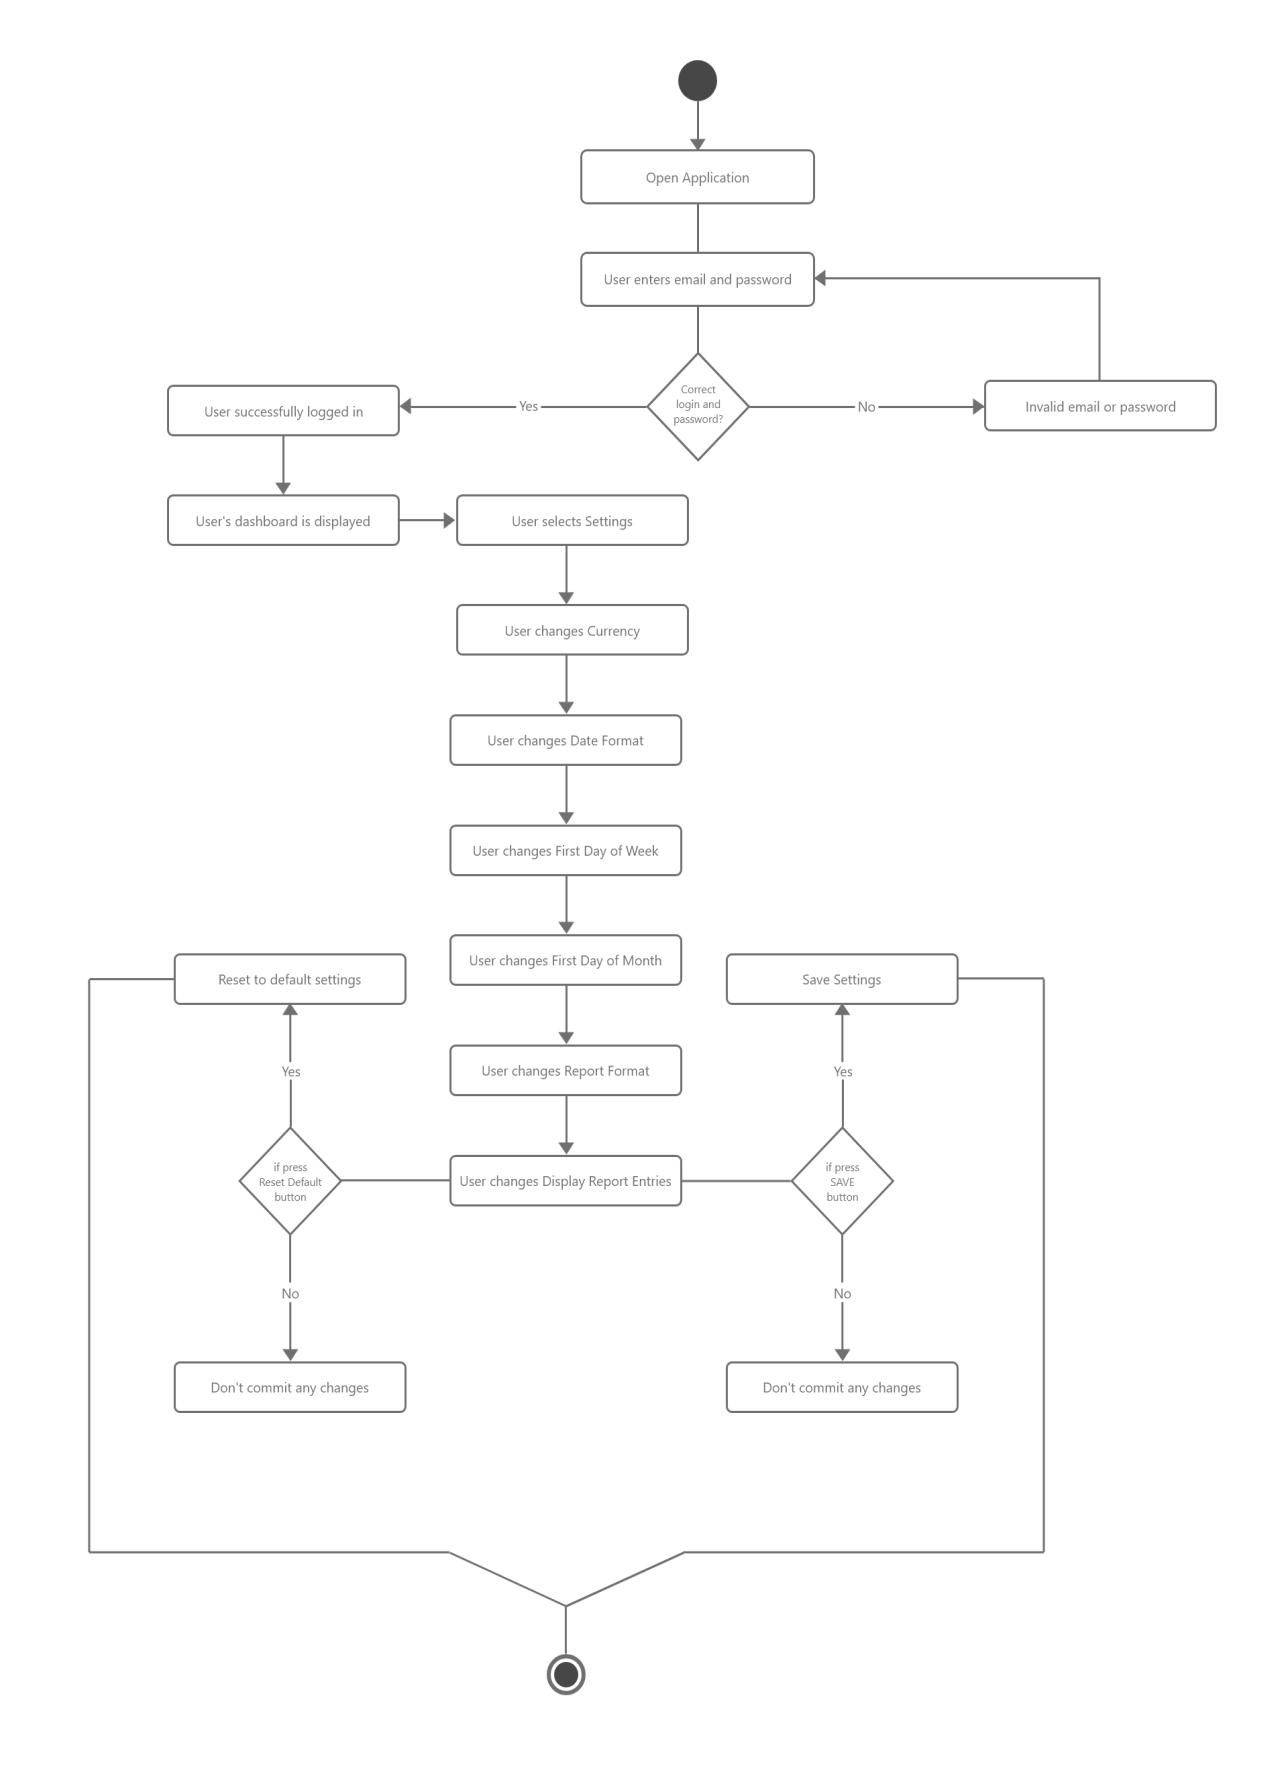 Open Application
User enters email and password
Correct
login and
password?
Yes
No
User successfully logged in
Invalid email or password
User's dashboard is displayed
User selects Settings
User changes Currency
User changes Date Format
User changes First Day of Week
User changes First Day of Month
Reset to default settings
Save Settings
User changes Report Format
Yes
Yes
if press
Reset Default
button
User changes Display Report Entries
if press
SAVE
button
No
No
Don't commit any changes
Don't commit any changes